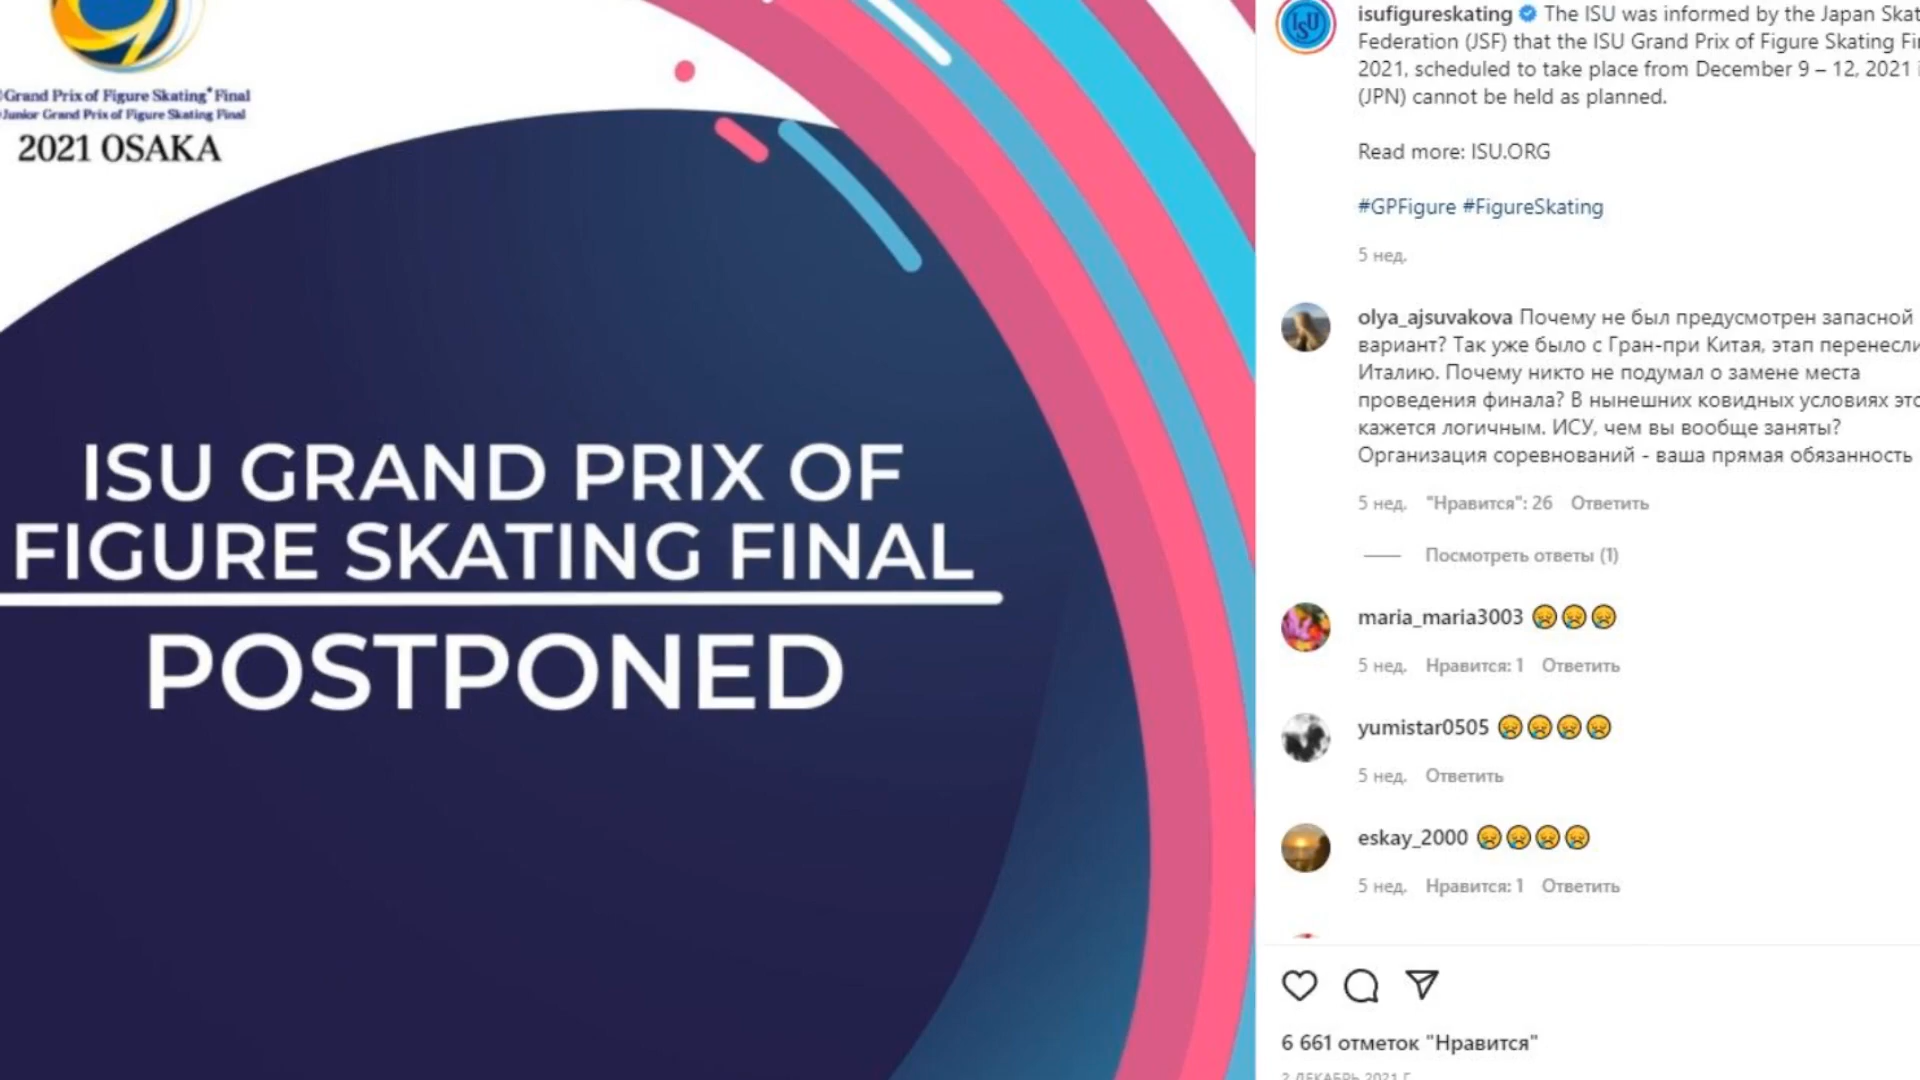 Grand Prix of Figure Skating Final
Junior Grand Prix of Figure Skating Final
2021 OSAKA
ISU GRAND PRIX OF
FIGURE SKATING FINAL
POSTPONED
ISU
isufigureskating The ISU was informed by the Japan Skat
Federation (JSF) that the ISU Grand Prix of Figure Skating Fi
2021, scheduled to take place from December 9 – 12, 2021 i
(JPN) cannot be held as planned.
Read more: ISU.ORG
#GPFigure #FigureSkating
5 нед.
olya_ajsuvakova Почему не был предусмотрен запасной
вариант? Так уже было с Гран-при Китая, этап перенесли
Италию. Почему никто не подумал о замене места
проведения финала? В нынешних ковидных условиях это
кажется логичным. ИСУ, чем вы вообще заняты?
Организация соревнований - ваша прямая обязанность
5 нед. "Нравится": 26 Ответить
Посмотреть ответы (1)
maria_maria3003 😢😢😢
5 нед. Нравится: 1 Ответить
yumistar0505 😢😢😢😢
5 нед. Ответить
eskay_2000 😢😢😢😢
5 нед. Нравится: 1 Ответить
6 661 отметок "Нравится"
2 ДЕКАБРЬ 2021 Г.